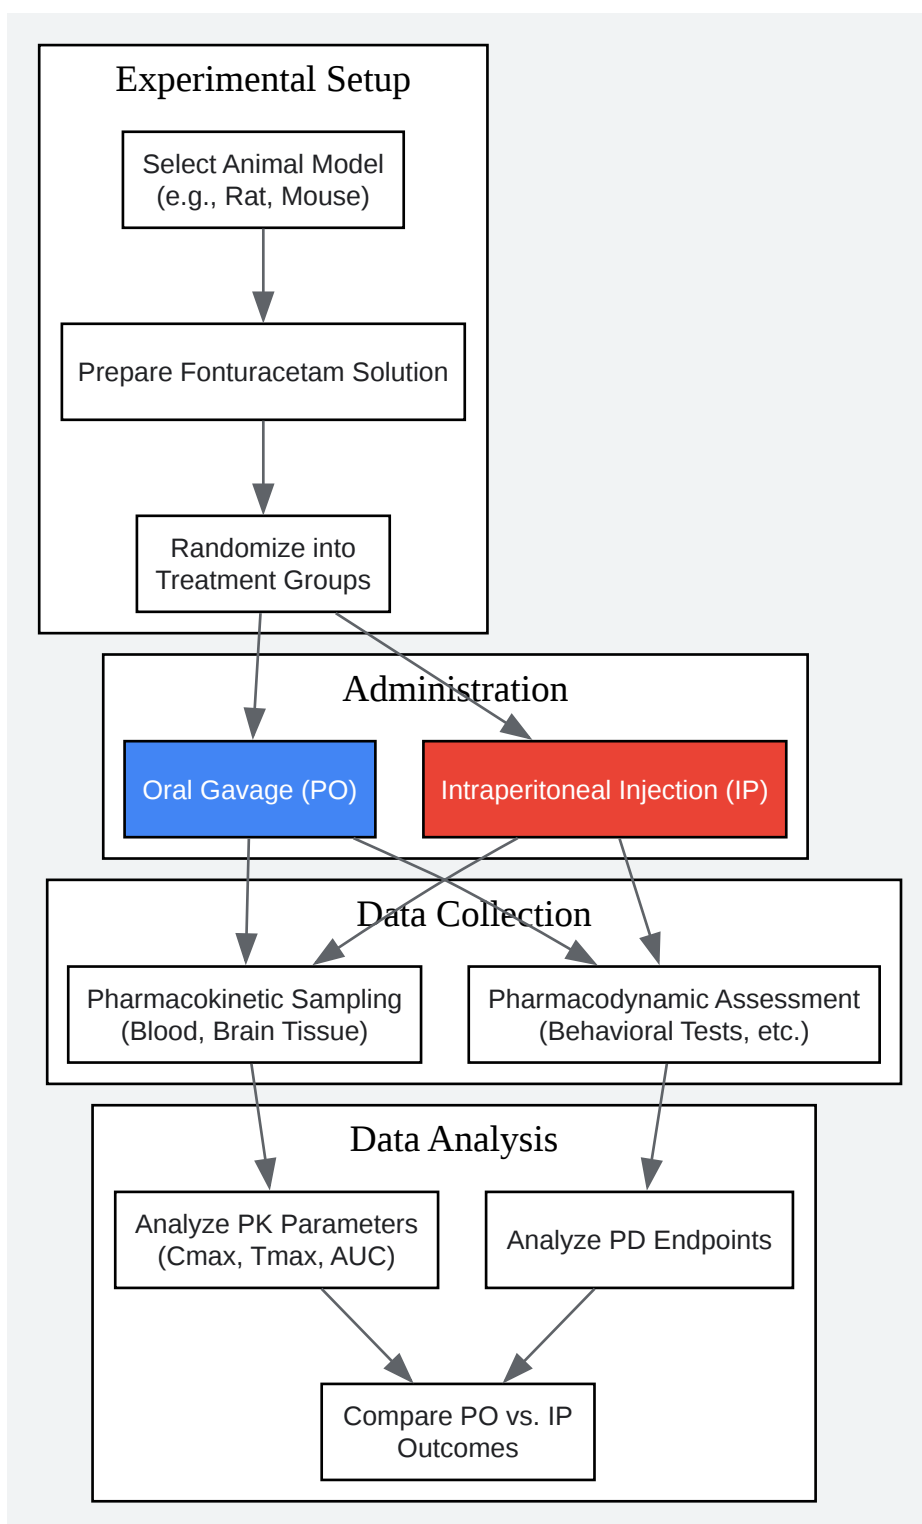 Experimental Setup
Select Animal Model
(e.g., Rat, Mouse)
Prepare Fonturacetam Solution
Randomize into
Treatment Groups
Administration
Oral Gavage (PO)
Intraperitoneal Injection (IP)
Data Collection
Pharmacokinetic Sampling
(Blood, Brain Tissue)
Pharmacodynamic Assessment
(Behavioral Tests, etc.)
Data Analysis
Analyze PK Parameters
(Cmax, Tmax, AUC)
Analyze PD Endpoints
Compare PO vs. IP
Outcomes